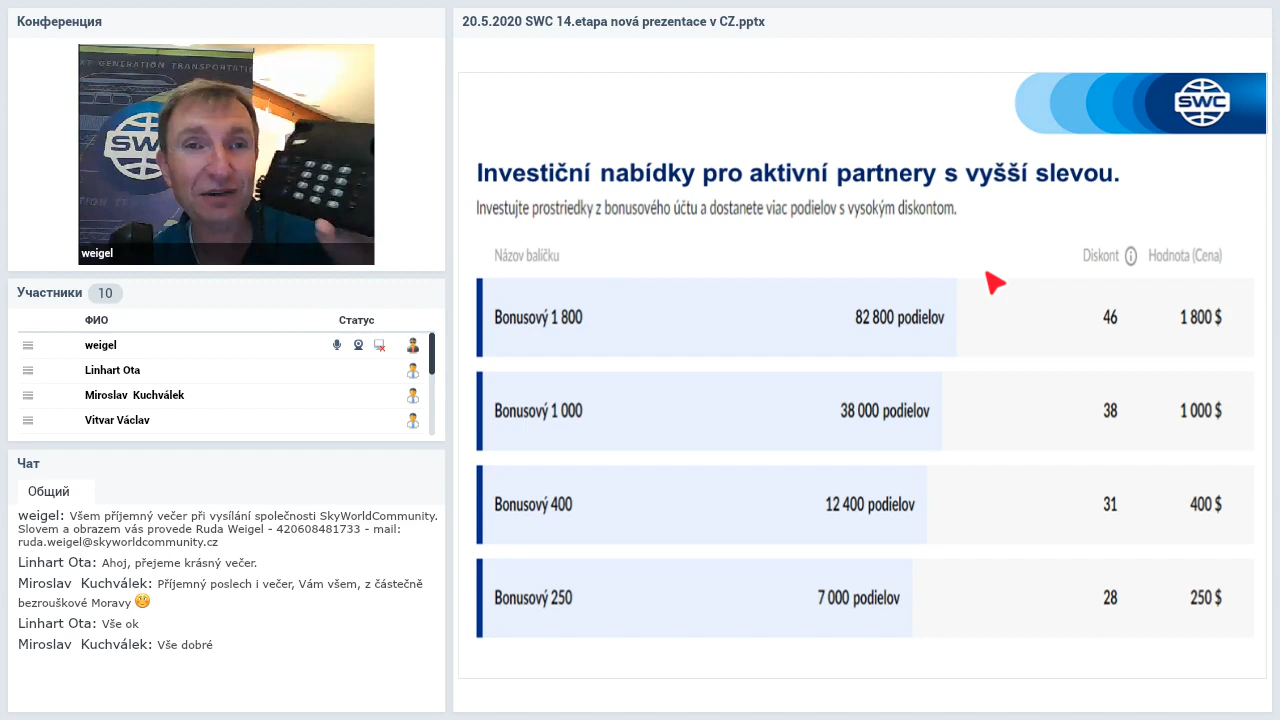 Конференция
XT GENERATION TRANSPORTATIO
SW
weigel
Участники 10
ФИО Статус
weigel
Linhart Ota
Miroslav Kuchválek
Vitvar Václav
Чат
Общий
weigel: Všem příjemný večer při vysílání společnosti SkyWorldCommunity.
Slovem a obrazem vás provede Ruda Weigel - 420608481733 - mail:
ruda.weigel@skyworldcommunity.cz
Linhart Ota: Ahoj, přejeme krásný večer.
Miroslav Kuchválek: Příjemný poslech i večer, Vám všem, z částečně
bezrouškové Moravy
Linhart Ota: Vše ok
Miroslav Kuchválek: Vše dobré
20.5.2020 SWC 14.etapa nová prezentace v CZ.pptx
SWC
Investiční nabídky pro aktivní partnery s vyšší slevou.
Investujte prostriedky z bonusového účtu a dostanete viac podielov s vysokým diskontom.
Názov balíčku Diskont Hodnota (Cena)
Bonusový 1 800 82 800 podielov 46 1 800 $
Bonusový 1 000 38 000 podielov 38 1 000 $
Bonusový 400 12 400 podielov 31 400 $
Bonusový 250 7 000 podielov 28 250 $